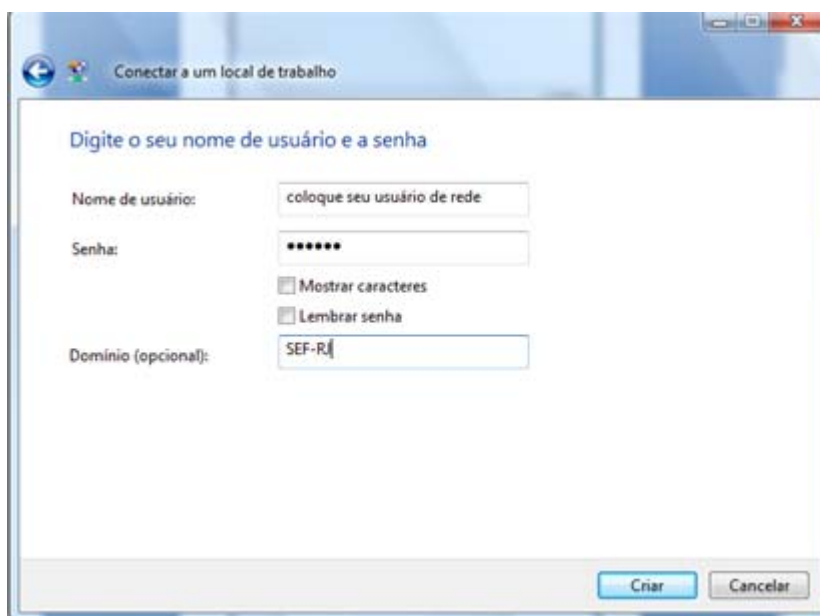 Conectar a um local de trabalho
Digite o seu nome de usuário e a senha
Nome de usuário: coloque seu usuário de rede
Senha: ••••••
Mostrar caracteres
Lembrar senha
Domínio (opcional): SEF-RJ
Criar Cancelar